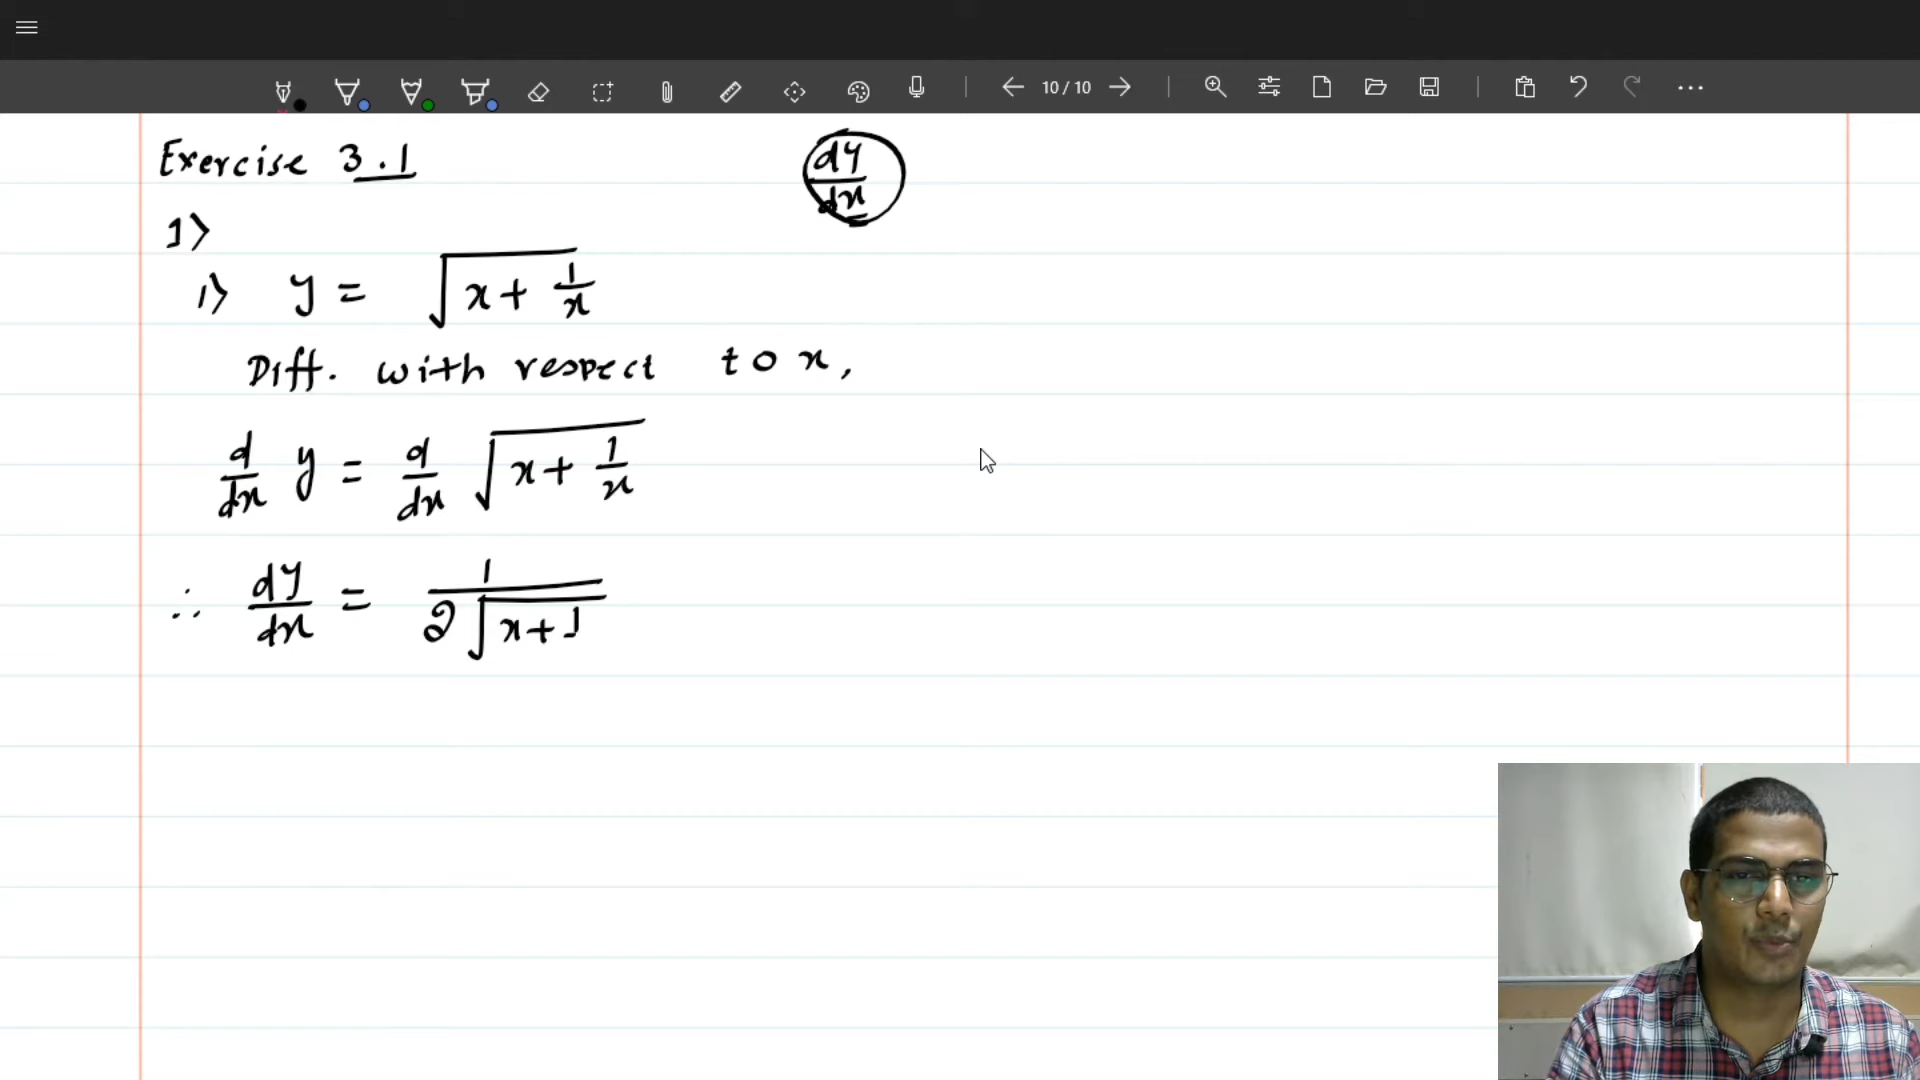 10 / 10
Exercise 3.1
dy/dx
1)
1) y = √(x + 1/x)
Diff. with respect to x,
d/dx y = d/dx √(x + 1/x)
∴ dy/dx = 1/(2√(x+1